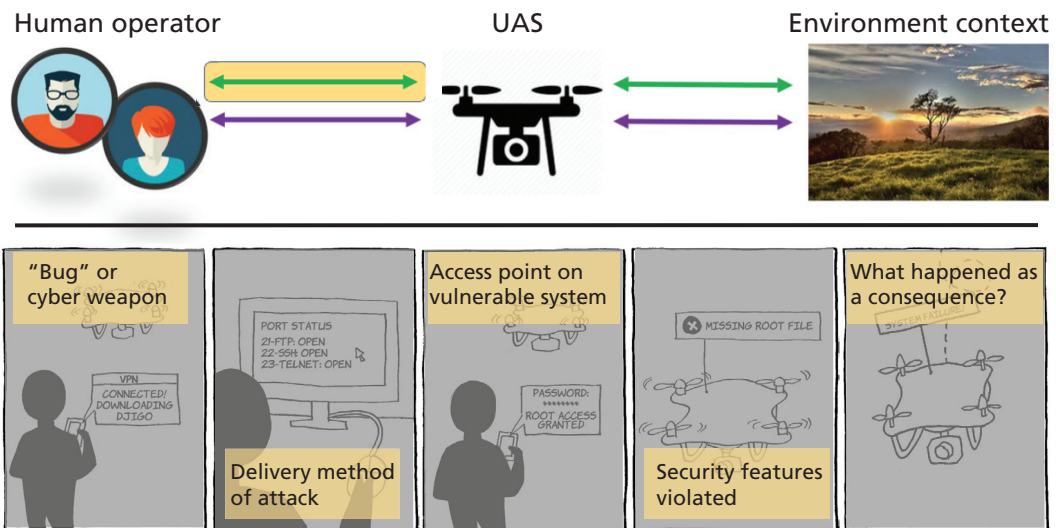 Human operator
UAS
Environment context
“Bug” or
cyber weapon
VPN
CONNECTED!
DOWNLOADING
DJIGO
PORT STATUS
21-FTP: OPEN
22-SSH: OPEN
23-TELNET: OPEN
Delivery method
of attack
Access point on
vulnerable system
PASSWORD:
********
ROOT ACCESS
GRANTED
MISSING ROOT FILE
Security features
violated
What happened as
a consequence?
SYSTEM FAILURE!